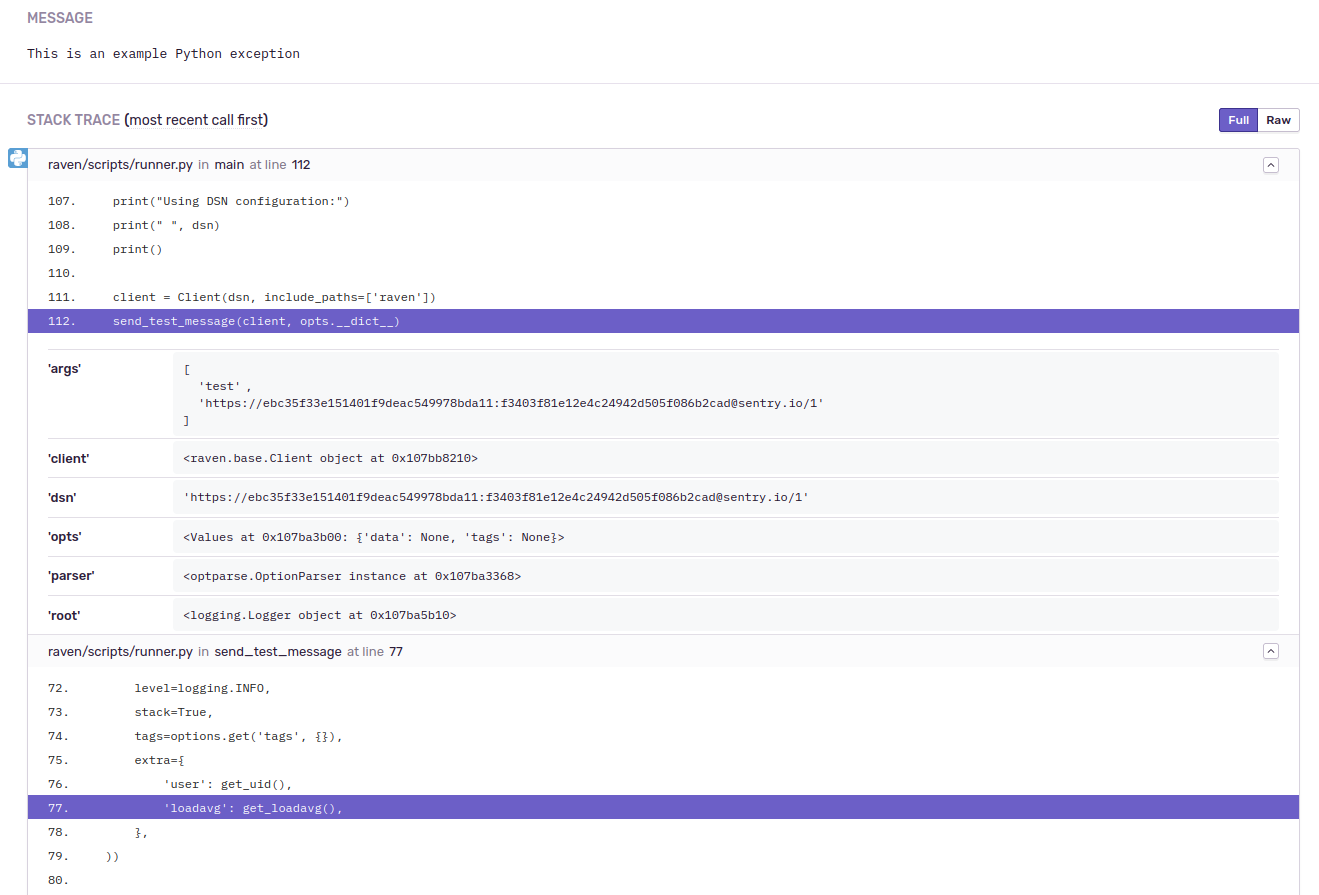 MESSAGE
This is an example Python exception
STACK TRACE (most recent call first)
Full Raw
raven/scripts/runner.py in main at line 112
107. print("Using DSN configuration:")
108. print(" ", dsn)
109. print()
110.
111. client = Client(dsn, include_paths=['raven'])
112. send_test_message(client, opts.__dict__)
'args' [
'test' ,
'https://ebc35f33e151401f9deac549978bda11:f3403f81e12e4c24942d505f086b2cad@sentry.io/1'
]
'client' <raven.base.Client object at 0x107bb8210>
'dsn' 'https://ebc35f33e151401f9deac549978bda11:f3403f81e12e4c24942d505f086b2cad@sentry.io/1'
'opts' <Values at 0x107ba3b00: {'data': None, 'tags': None}>
'parser' <optparse.OptionParser instance at 0x107ba3368>
'root' <logging.Logger object at 0x107ba5b10>
raven/scripts/runner.py in send_test_message at line 77
72. level=logging.INFO,
73. stack=True,
74. tags=options.get('tags', {}),
75. extra={
76. 'user': get_uid(),
77. 'loadavg': get_loadavg(),
78. },
79. ))
80.